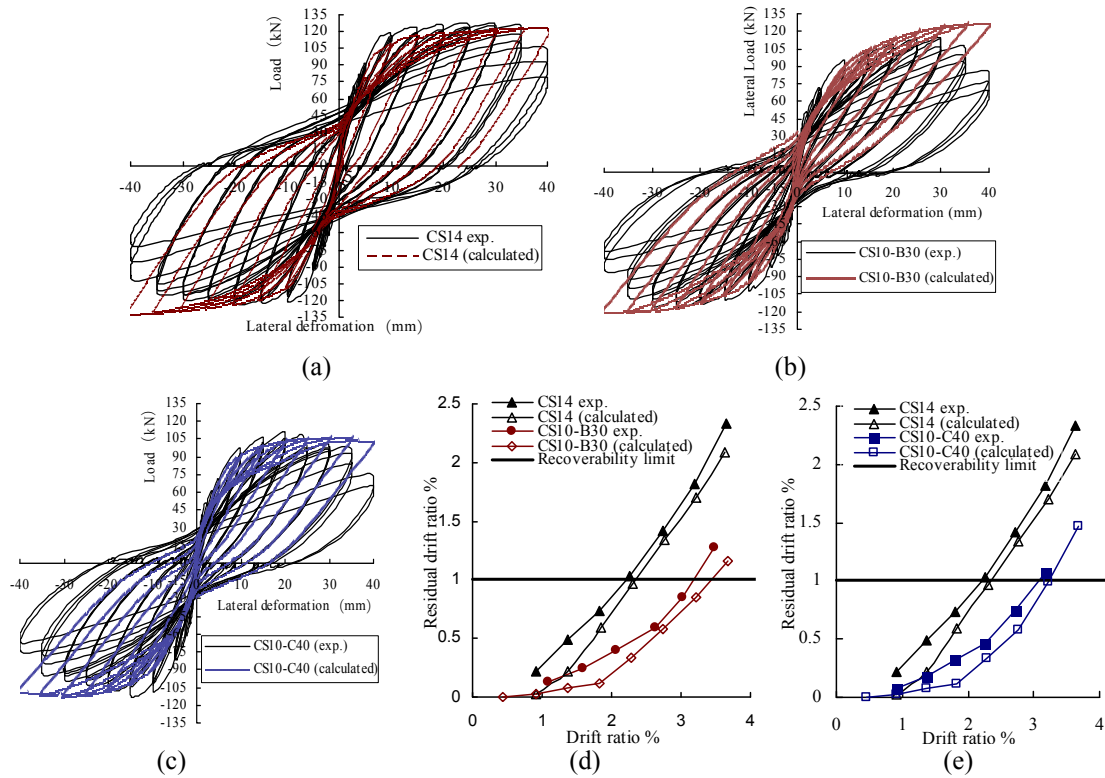 135
120
105
90
75
60
45
30
15
-15
-30
-45
-60
-75
-90
-105
-120
-135
-40 -30 -20 -10 0 10 20 30 40
Load (kN)
Lateral defromation (mm)
CS14 exp.
CS14 (calculated)
(a)
135
120
105
90
75
60
45
30
15
-90
-105
-120
-135
-40 -30 -20 -10 0 10 20 30 40
Lateral Load (kN)
Lateral deformation (mm)
CS10-B30 (exp.)
CS10-B30 (calculated)
(b)
135
120
105
90
75
60
45
30
-90
-105
-120
-135
-40 -30 -20 -10 0 10 20 30 40
Load (kN)
Lateral deformation (mm)
CS10-C40 (exp.)
CS10-C40 (calculated)
(c)
CS14 exp.
CS14 (calculated)
CS10-B30 exp.
CS10-B30 (calculated)
Recoverability limit
Residual drift ratio %
2.5
2
1.5
1
0.5
0
0 1 2 3 4
Drift ratio %
(d)
CS14 exp.
CS14 (calculated)
CS10-C40 exp.
CS10-C40 (calculated)
Recoverability limit
Residual drift ratio %
2.5
2
1.5
1
0.5
0
0 1 2 3 4
Drift ratio %
(e)